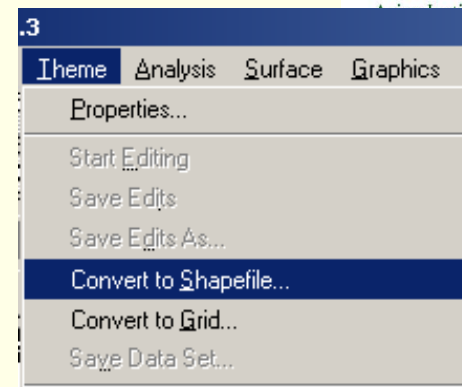 .3
Theme Analysis Surface Graphics
Properties...
Start Editing
Save Edits
Save Edits As...
Convert to Shapefile...
Convert to Grid...
Save Data Set...